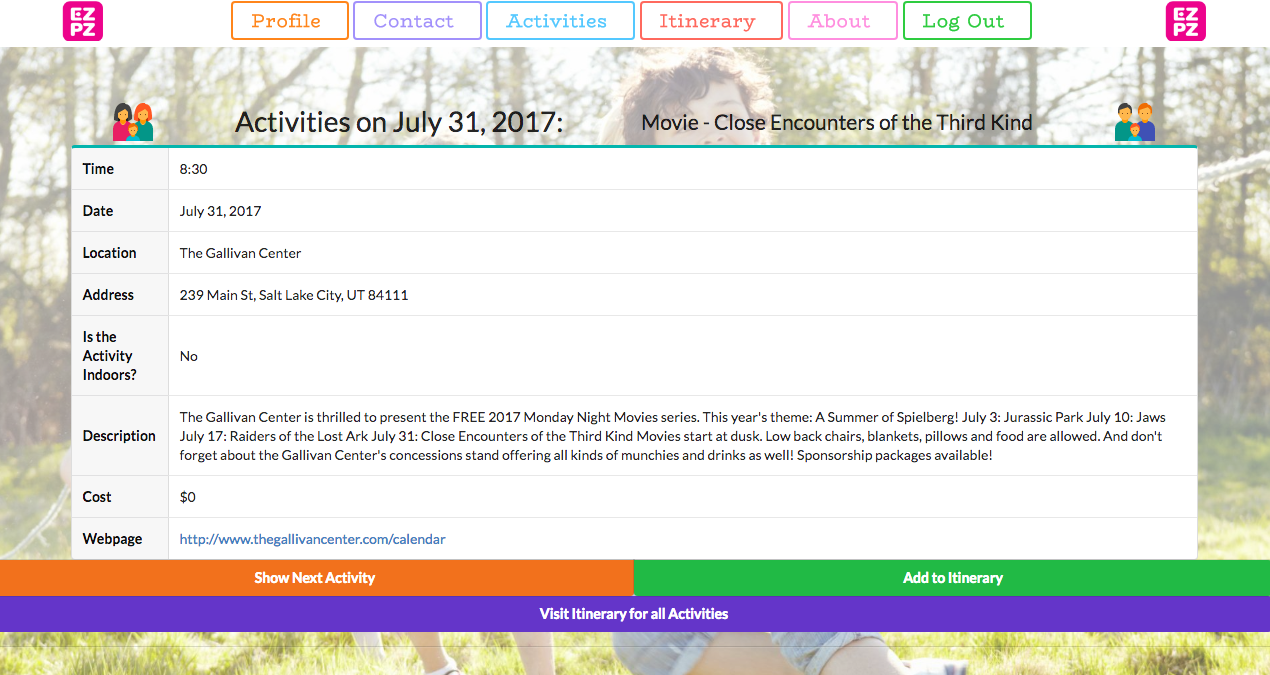 EZ
PZ
Profile
Contact
Activities
Itinerary
About
Log Out
EZ
PZ
Activities on July 31, 2017:
Movie - Close Encounters of the Third Kind
Time
8:30
Date
July 31, 2017
Location
The Gallivan Center
Address
239 Main St, Salt Lake City, UT 84111
Is the
Activity
Indoors?
No
Description
The Gallivan Center is thrilled to present the FREE 2017 Monday Night Movies series. This year's theme: A Summer of Spielberg! July 3: Jurassic Park July 10: Jaws
July 17: Raiders of the Lost Ark July 31: Close Encounters of the Third Kind Movies start at dusk. Low back chairs, blankets, pillows and food are allowed. And don't
forget about the Gallivan Center's concessions stand offering all kinds of munchies and drinks as well! Sponsorship packages available!
Cost
$0
Webpage
http://www.thegallivancenter.com/calendar
Show Next Activity
Add to Itinerary
Visit Itinerary for all Activities